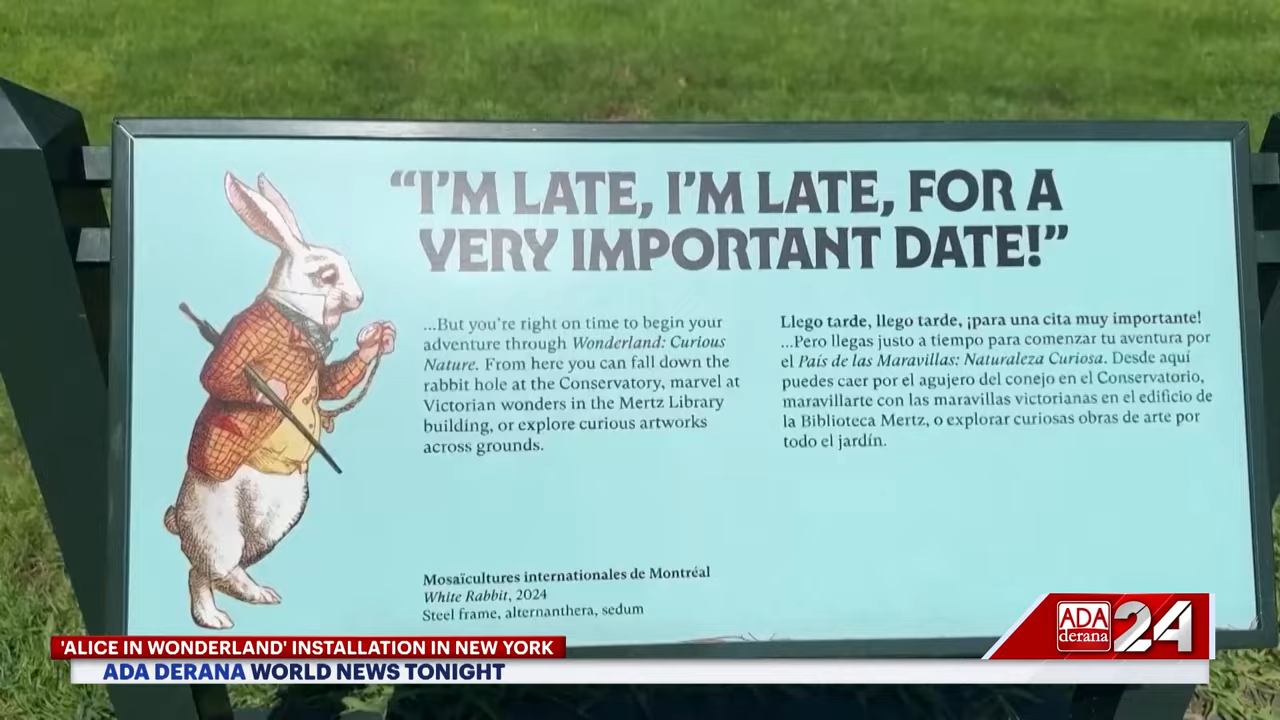 “I’M LATE, I’M LATE, FOR A
VERY IMPORTANT DATE!”
...But you’re right on time to begin your
adventure through Wonderland: Curious
Nature. From here you can fall down the
rabbit hole at the Conservatory, marvel at
Victorian wonders in the Mertz Library
building, or explore curious artworks
across grounds.
Llego tarde, llego tarde, ¡para una cita muy importante!
...Pero llegas justo a tiempo para comenzar tu aventura por
el País de las Maravillas: Naturaleza Curiosa. Desde aquí
puedes caer por el agujero del conejo en el Conservatorio,
maravillarte con las maravillas victorianas en el edificio de
la Biblioteca Mertz, o explorar curiosas obras de arte por
todo el jardín.
Mosaïcultures internationales de Montréal
White Rabbit, 2024
Steel frame, alternanthera, sedum
'ALICE IN WONDERLAND' INSTALLATION IN NEW YORK
ADA DERANA WORLD NEWS TONIGHT
ADA
derana
24